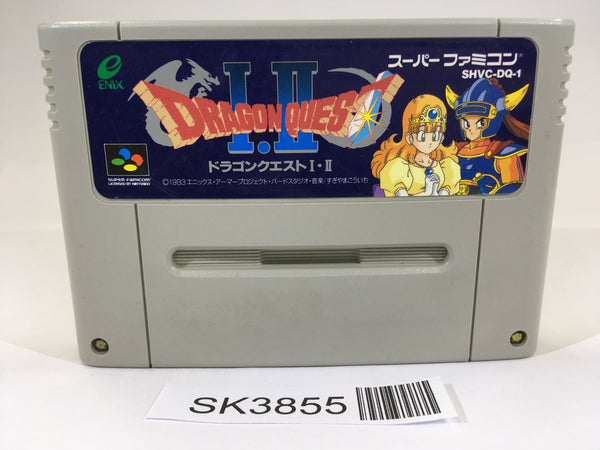 ENIX
I・II
DRAGON QUEST
ドラゴンクエストI・II
スーパーファミコン
SHVC-DQ-1
SUPER FAMICOM
LICENSED BY NINTENDO
©1993 エニックス・アーマープロジェクト・バードスタジオ・音楽/すぎやまこういち
SK3855